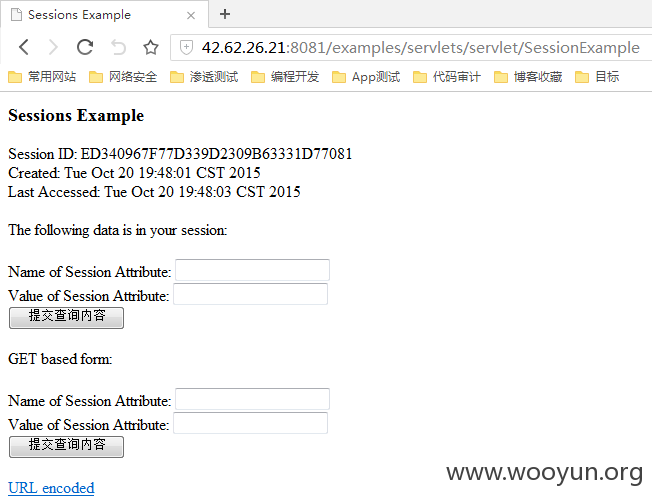 Sessions Example
42.62.26.21:8081/examples/servlets/servlet/SessionExample
常用网站 网络安全 渗透测试 编程开发 App测试 代码审计 博客收藏 目标
Sessions Example
Session ID: ED340967F77D339D2309B63331D77081
Created: Tue Oct 20 19:48:01 CST 2015
Last Accessed: Tue Oct 20 19:48:03 CST 2015
The following data is in your session:
Name of Session Attribute:
Value of Session Attribute:
提交查询内容
GET based form:
Name of Session Attribute:
Value of Session Attribute:
提交查询内容
URL encoded
www.wooyun.org